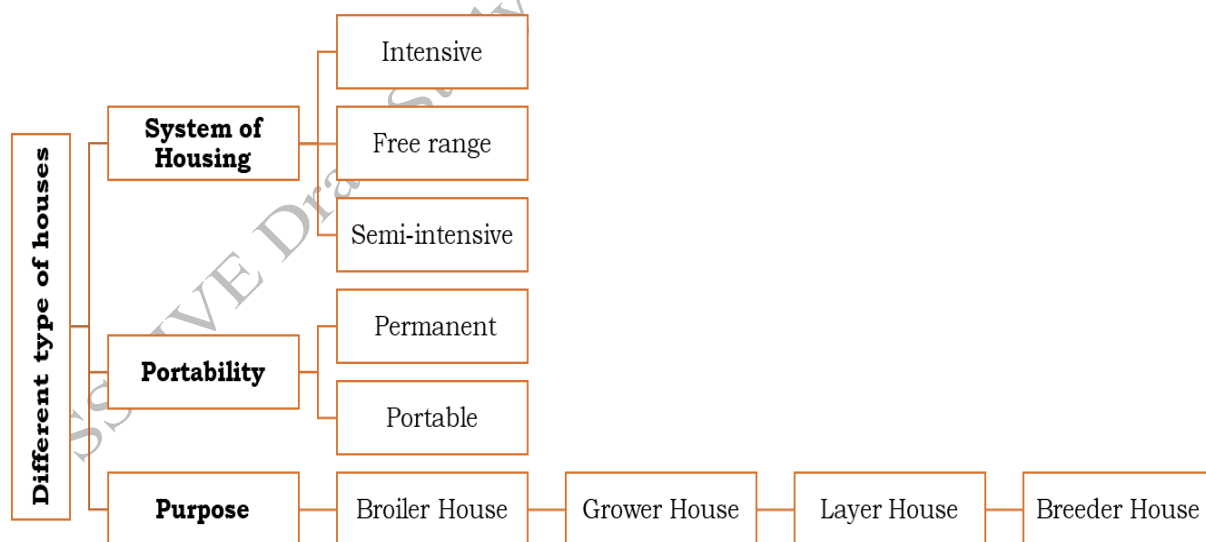 Different type of houses
System of
Housing
Intensive
Free range
Semi-intensive
Portability
Permanent
Portable
Purpose
Broiler House
Grower House
Layer House
Breeder House